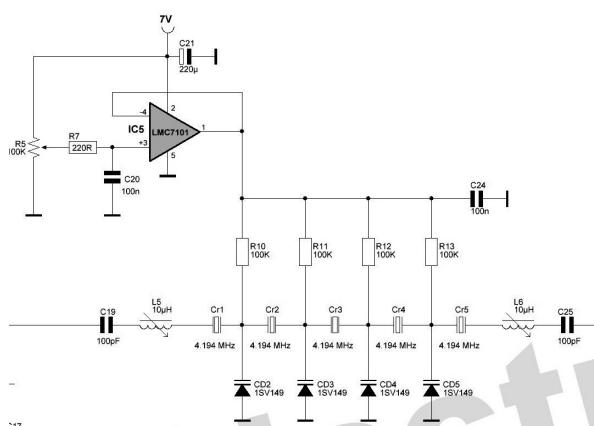 7V
C21
220µ
-4
2
IC5
LMC7101
1
+3
5
R5
100K
R7
220R
C20
100n
C24
100n
R10
100K
R11
100K
R12
100K
R13
100K
C19
100pF
L5
10µH
Cr1
4.194 MHz
Cr2
4.194 MHz
Cr3
4.194 MHz
Cr4
4.194 MHz
Cr5
4.194 MHz
L6
10µH
C25
100pF
CD2
1SV149
CD3
1SV149
CD4
1SV149
CD5
1SV149
ectr